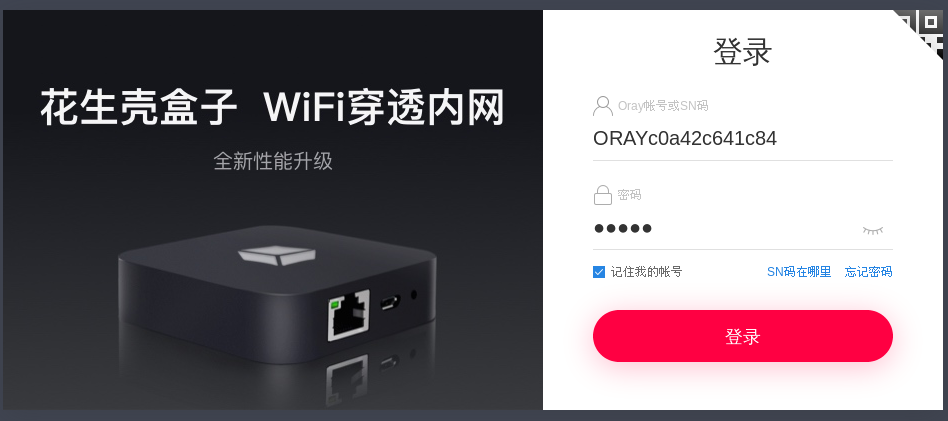 花生壳盒子 WiFi穿透内网
全新性能升级
登录
Oray帐号或SN码
ORAYc0a42c641c84
密码
●●●●●
记住我的帐号
SN码在哪里 忘记密码
登录